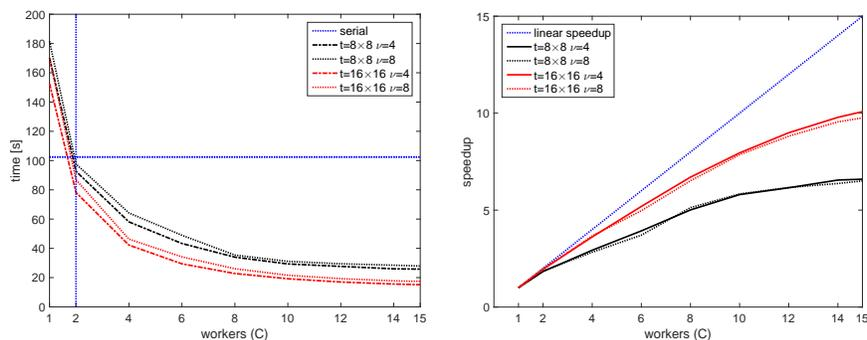 200
180
160
140
120
100
80
60
40
20
0
time [s]
1 2 4 6 8 10 12 14 15
workers (C)
serial
t=8×8 ν=4
t=8×8 ν=8
t=16×16 ν=4
t=16×16 ν=8
15
10
5
0
speedup
1 2 4 6 8 10 12 14 15
workers (C)
linear speedup
t=8×8 ν=4
t=8×8 ν=8
t=16×16 ν=4
t=16×16 ν=8